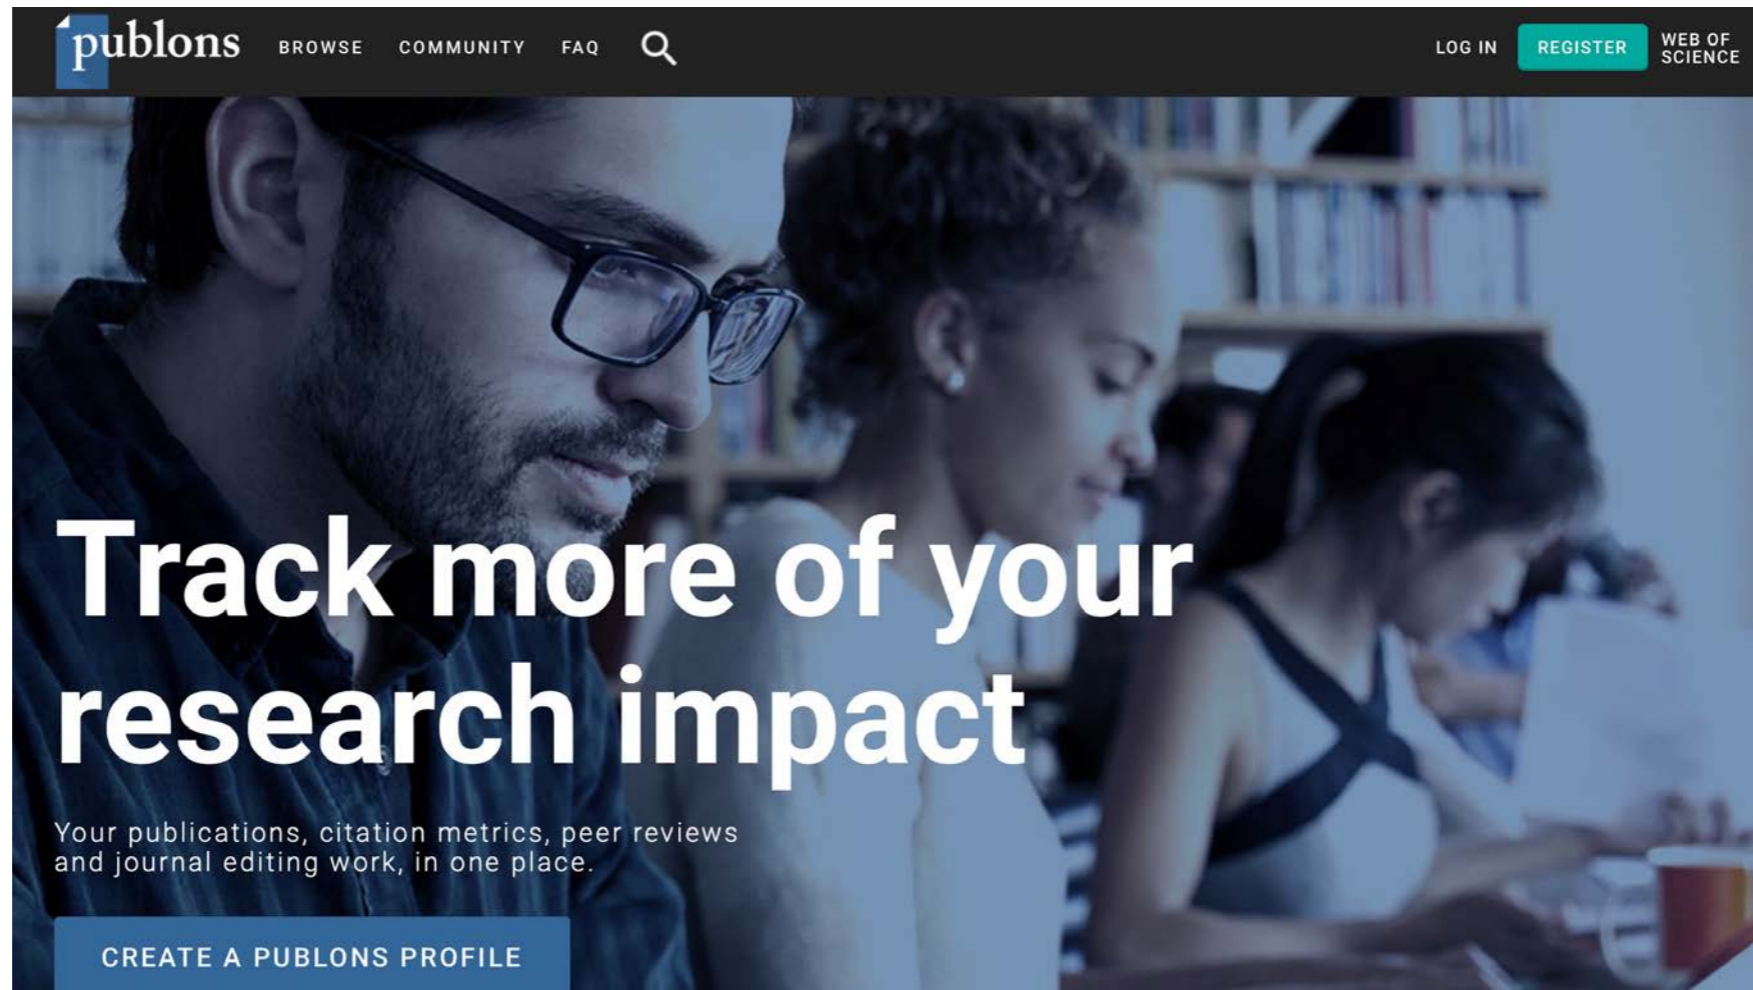 publons
BROWSE
COMMUNITY
FAQ
LOG IN
REGISTER
WEB OF
SCIENCE
Track more of your
research impact
Your publications, citation metrics, peer reviews
and journal editing work, in one place.
CREATE A PUBLONS PROFILE